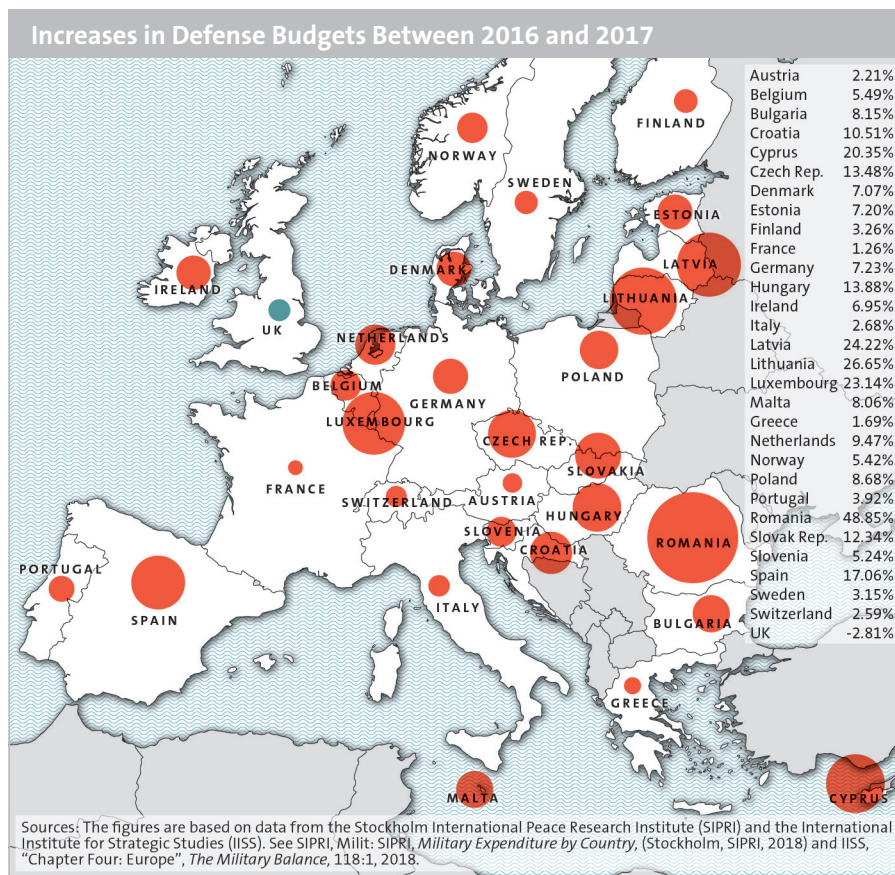 Increases in Defense Budgets Between 2016 and 2017
Austria 2.21%
Belgium 5.49%
Bulgaria 8.15%
Croatia 10.51%
Cyprus 20.35%
Czech Rep. 13.48%
Denmark 7.07%
Estonia 7.20%
Finland 3.26%
France 1.26%
Germany 7.23%
Hungary 13.88%
Ireland 6.95%
Italy 2.68%
Latvia 24.22%
Lithuania 26.65%
Luxembourg 23.14%
Malta 8.06%
Greece 1.69%
Netherlands 9.47%
Norway 5.42%
Poland 8.68%
Portugal 3.92%
Romania 48.85%
Slovak Rep. 12.34%
Slovenia 5.24%
Spain 17.06%
Sweden 3.15%
Switzerland 2.59%
UK -2.81%
FINLAND
NORWAY
SWEDEN
ESTONIA
LATVIA
DENMARK
IRELAND
LITHUANIA
UK
NETHERLANDS
POLAND
BELGIUM
GERMANY
LUXEMBOURG
CZECH REP.
SLOVAKIA
FRANCE
SWITZERLAND
AUSTRIA
HUNGARY
SLOVENIA
ROMANIA
CROATIA
PORTUGAL
SPAIN
ITALY
BULGARIA
GREECE
MALTA
CYPRUS
Sources: The figures are based on data from the Stockholm International Peace Research Institute (SIPRI) and the International
Institute for Strategic Studies (IISS). See SIPRI, Milit: SIPRI, Military Expenditure by Country, (Stockholm, SIPRI, 2018) and IISS,
"Chapter Four: Europe", The Military Balance, 118:1, 2018.